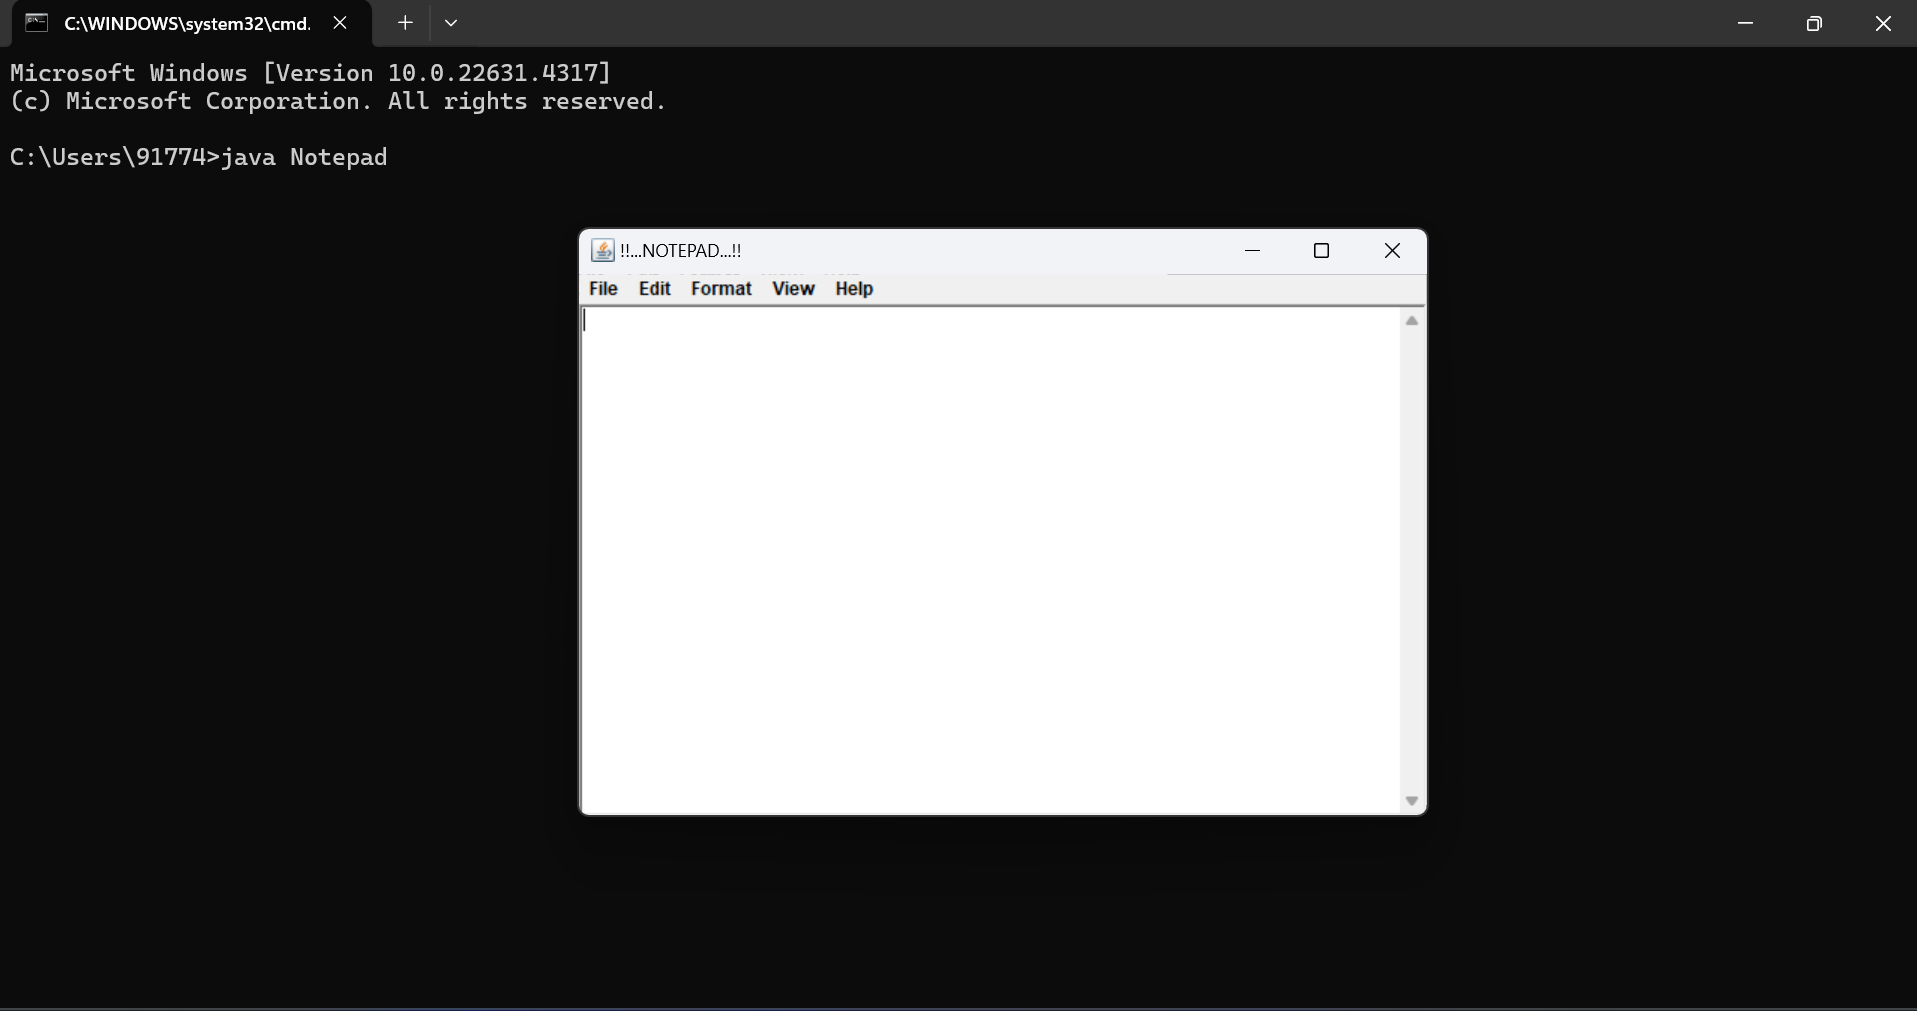 C:\WINDOWS\system32\cmd.
Microsoft Windows [Version 10.0.22631.4317]
(c) Microsoft Corporation. All rights reserved.
C:\Users\91774>java Notepad
!!...NOTEPAD...!!
File Edit Format View Help